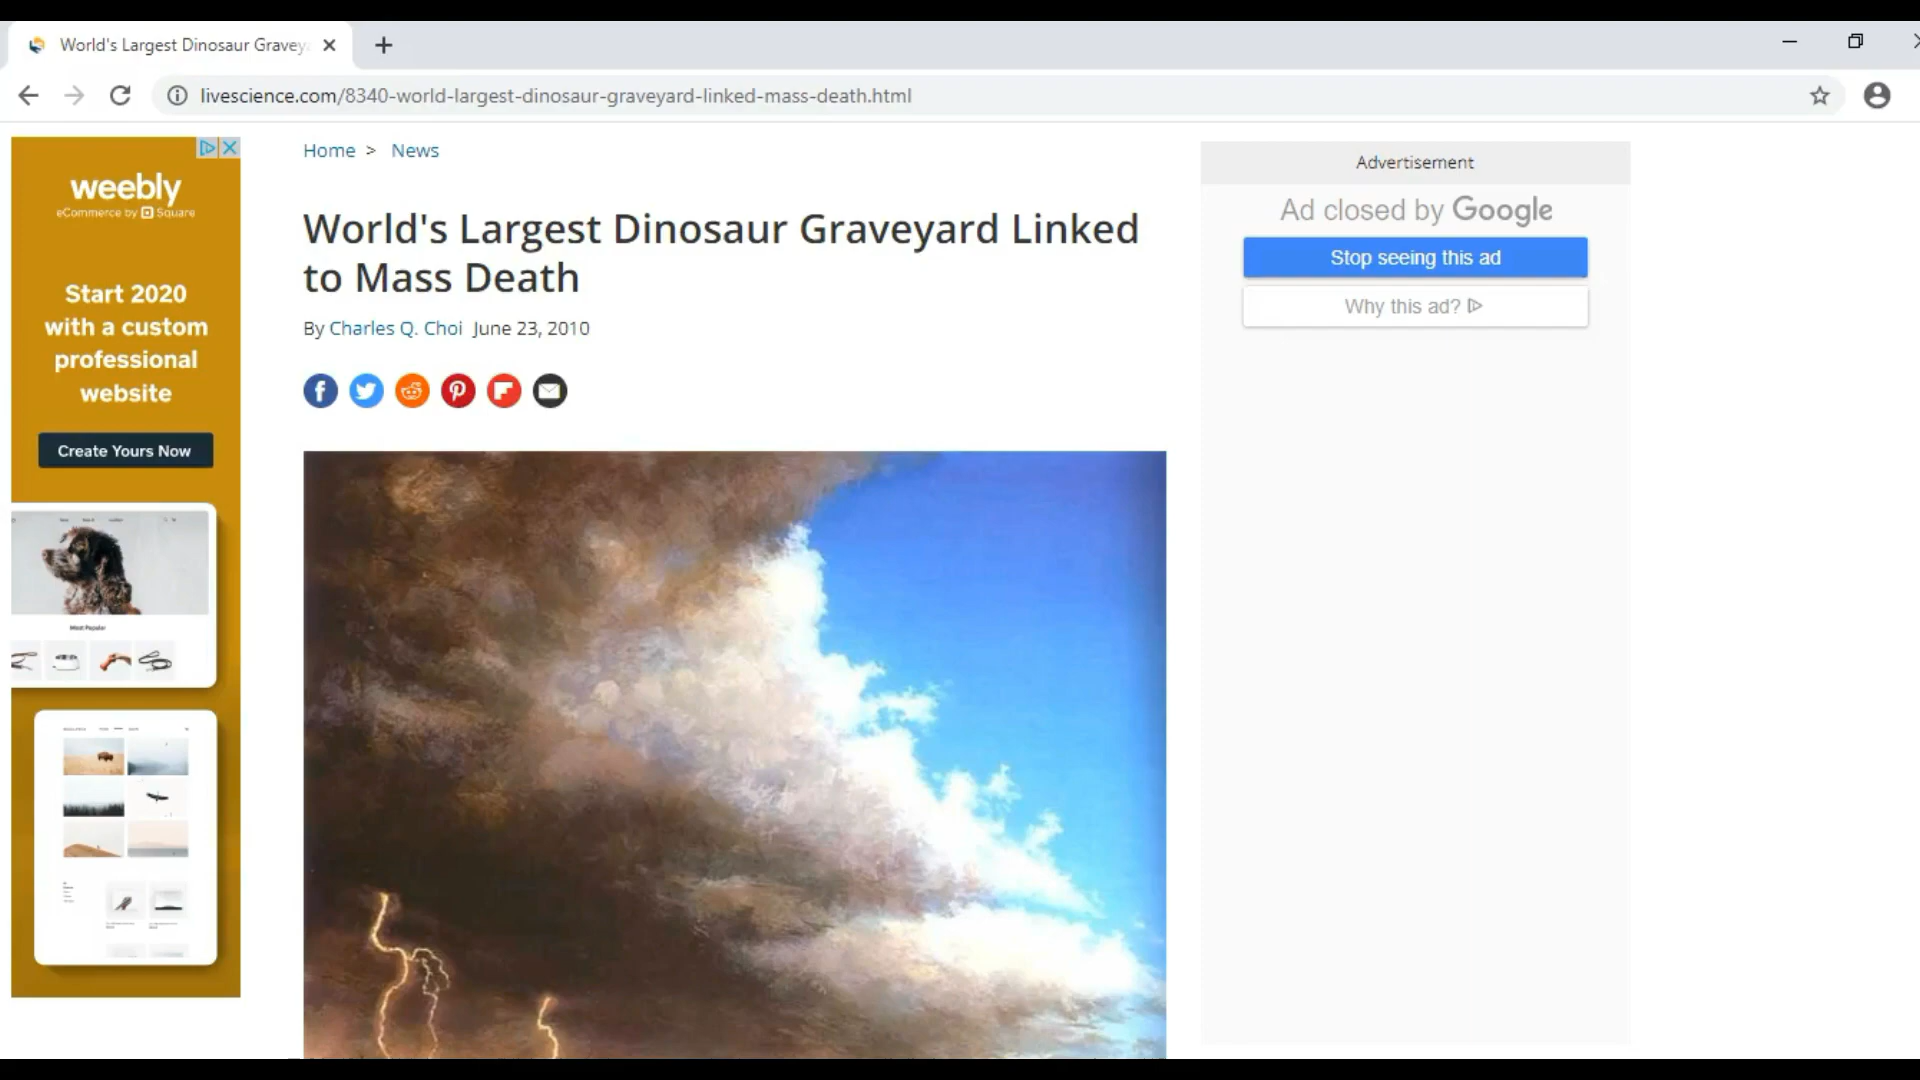 World's Largest Dinosaur Gravey
livescience.com/8340-world-largest-dinosaur-graveyard-linked-mass-death.html
weebly
eCommerce by Square
Start 2020
with a custom
professional
website
Create Yours Now
Most Popular
Home > News
World's Largest Dinosaur Graveyard Linked
to Mass Death
By Charles Q. Choi June 23, 2010
Advertisement
Ad closed by Google
Stop seeing this ad
Why this ad?